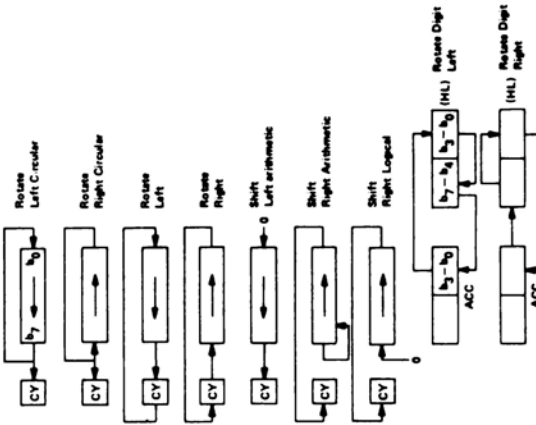 Rotate
Left Circular
b7 b0
CY
Rotate
Right Circular
CY
Rotate
Left
CY
Rotate
Right
CY
Shift
Left arithmetic
CY
0
Shift
Right Arithmetic
CY
Shift
Right Logical
CY
0
Rotate Digit
Left
(HL)
b3 – b0
b7 – b4
b3 – b0
ACC
Rotate Digit
Right
(HL)
ACC